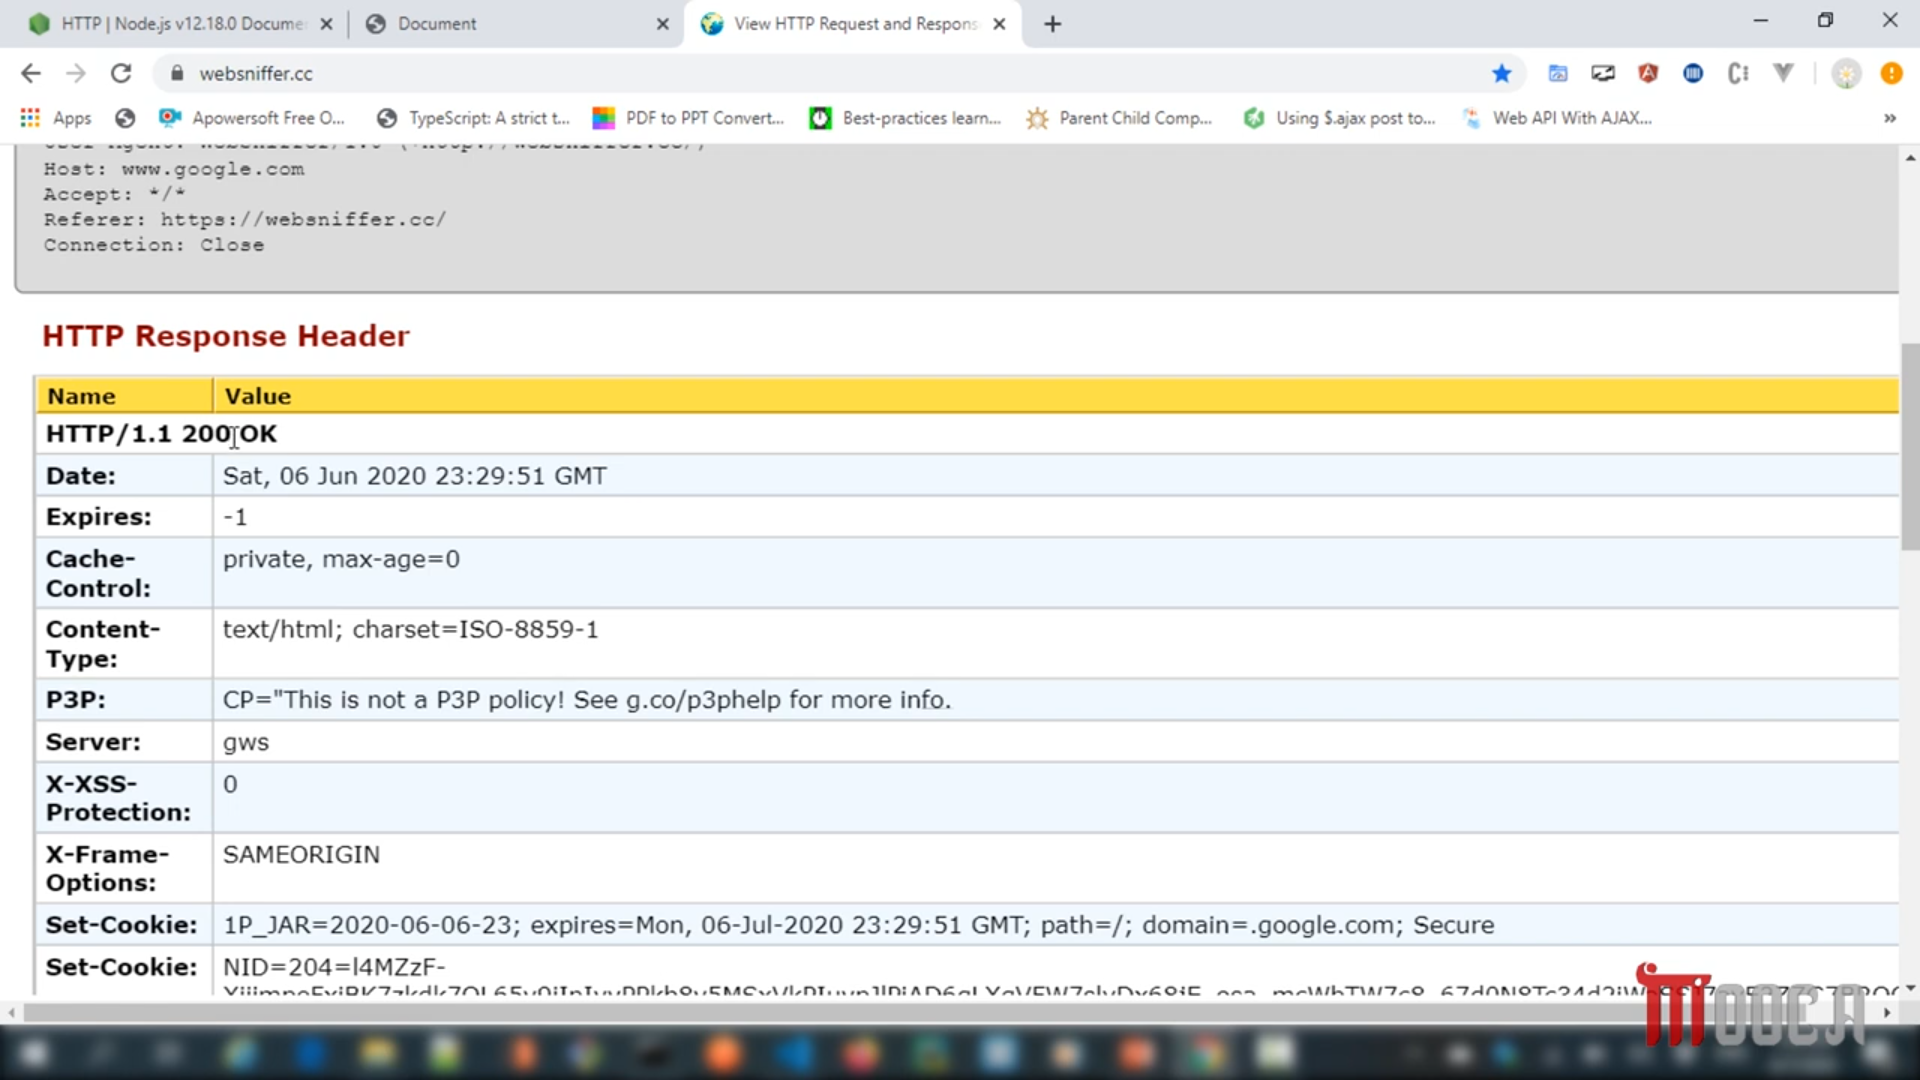 HTTP | Node.js v12.18.0 Docume
Document
View HTTP Request and Respons
websniffer.cc
Apps
Apowersoft Free O...
TypeScript: A strict t...
PDF to PPT Convert...
Best-practices learn...
Parent Child Comp...
Using $.ajax post to...
Web API With AJAX...
»
Host: www.google.com
Accept: */*
Referer: https://websniffer.cc/
Connection: Close
HTTP Response Header
Name Value
HTTP/1.1 200 OK
Date: Sat, 06 Jun 2020 23:29:51 GMT
Expires: -1
Cache-
Control: private, max-age=0
Content-
Type: text/html; charset=ISO-8859-1
P3P: CP="This is not a P3P policy! See g.co/p3phelp for more info.
Server: gws
X-XSS-
Protection: 0
X-Frame-
Options: SAMEORIGIN
Set-Cookie: 1P_JAR=2020-06-06-23; expires=Mon, 06-Jul-2020 23:29:51 GMT; path=/; domain=.google.com; Secure
Set-Cookie: NID=204=l4MZzF-